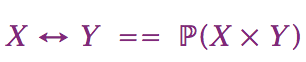 X ↔ Y == ℙ(X × Y)